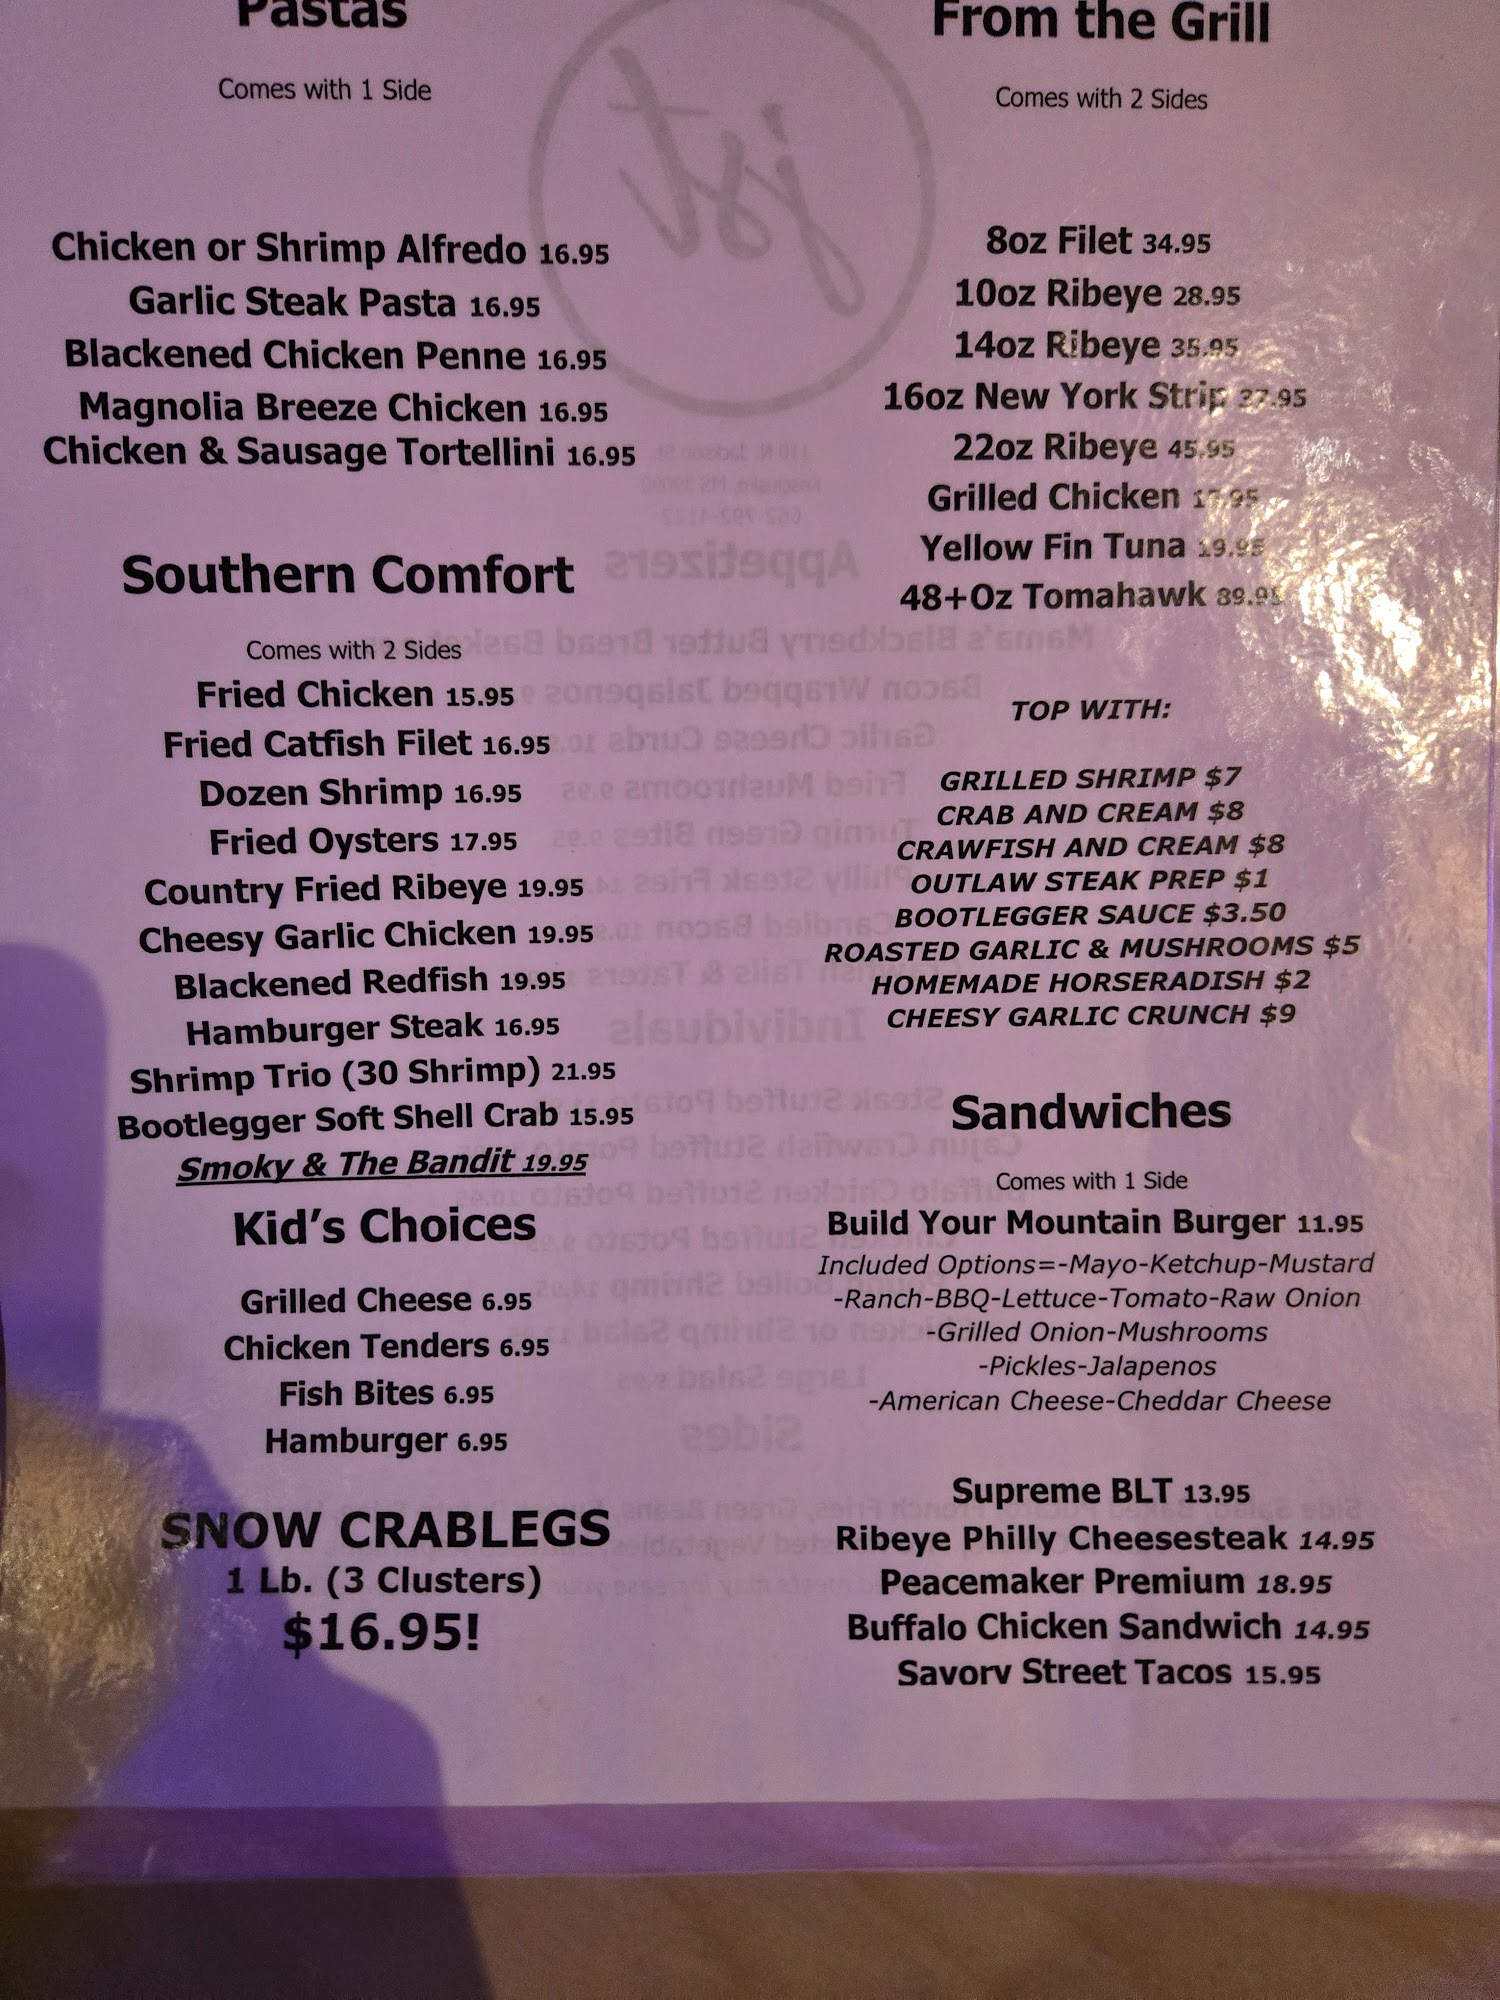 Pastas
Comes with 1 Side
Chicken or Shrimp Alfredo 16.95
Garlic Steak Pasta 16.95
Blackened Chicken Penne 16.95
Magnolia Breeze Chicken 16.95
Chicken & Sausage Tortellini 16.95
Southern Comfort
Comes with 2 Sides
Fried Chicken 15.95
Fried Catfish Filet 16.95
Dozen Shrimp 16.95
Fried Oysters 17.95
Country Fried Ribeye 19.95
Cheesy Garlic Chicken 19.95
Blackened Redfish 19.95
Hamburger Steak 16.95
Shrimp Trio (30 Shrimp) 21.95
Bootlegger Soft Shell Crab 15.95
Smoky & The Bandit 19.95
Kid's Choices
Grilled Cheese 6.95
Chicken Tenders 6.95
Fish Bites 6.95
Hamburger 6.95
SNOW CRABLEGS
1 Lb. (3 Clusters)
$16.95!
From the Grill
Comes with 2 Sides
8oz Filet 34.95
10oz Ribeye 28.95
14oz Ribeye 35.95
16oz New York Strip 37.95
22oz Ribeye 45.95
Grilled Chicken
Yellow Fin Tuna 19.95
48+Oz Tomahawk 89.95
TOP WITH:
GRILLED SHRIMP $7
CRAB AND CREAM $8
CRAWFISH AND CREAM $8
OUTLAW STEAK PREP $1
BOOTLEGGER SAUCE $3.50
ROASTED GARLIC & MUSHROOMS $5
HOMEMADE HORSERADISH $2
CHEESY GARLIC CRUNCH $9
Sandwiches
Comes with 1 Side
Build Your Mountain Burger 11.95
Included Options=-Mayo-Ketchup-Mustard
-Ranch-BBQ-Lettuce-Tomato-Raw Onion
-Grilled Onion-Mushrooms
-Pickles-Jalapenos
-American Cheese-Cheddar Cheese
Supreme BLT 13.95
Ribeye Philly Cheesesteak 14.95
Peacemaker Premium 18.95
Buffalo Chicken Sandwich 14.95
Savory Street Tacos 15.95